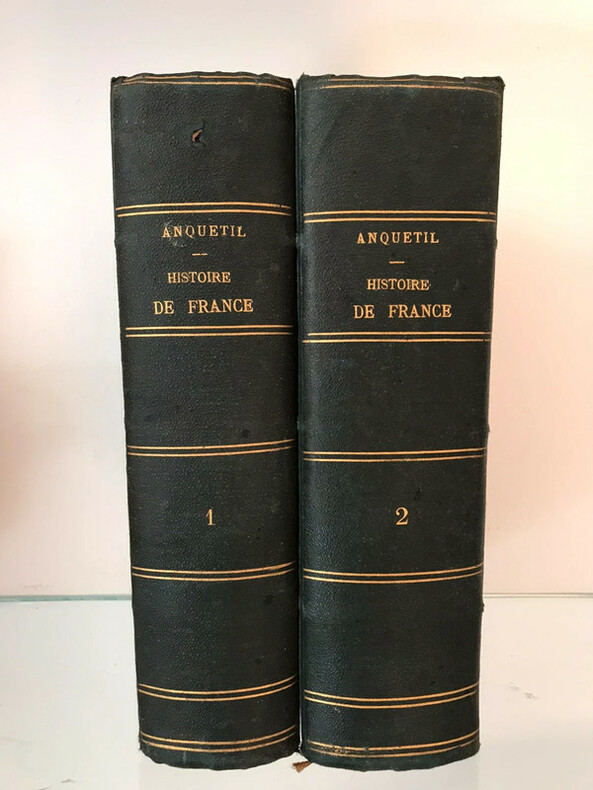 ANQUETIL
HISTOIRE
DE FRANCE
1
ANQUETIL
HISTOIRE
DE FRANCE
2